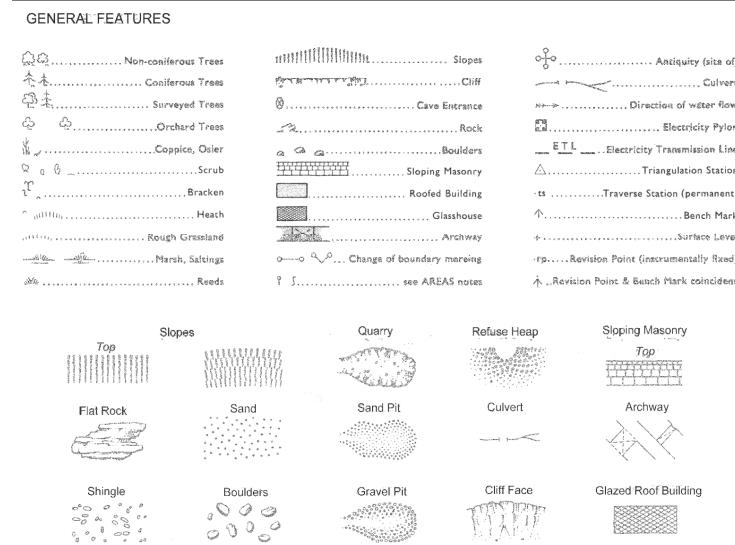 GENERAL FEATURES
Non-coniferous Trees
Coniferous Trees
Surveyed Trees
Orchard Trees
Coppice, Osier
Scrub
Bracken
Heath
Rough Grassland
Marsh, Saltings
Reeds
Slopes
Cliff
Cave Entrance
Rock
Boulders
Sloping Masonry
Roofed Building
Glasshouse
Archway
Change of boundary mereing
see AREAS notes
Antiquity (site of
Culver
Direction of water flow
Electricity Pylon
E T L Electricity Transmission Line
Triangulation Station
ts Traverse Station (permanent
Bench Mark
Surface Leve
rp Revision Point (instrumentally fixed
Revision Point & Bench Mark coinciden
Slopes Quarry Refuse Heap Sloping Masonry
Top Top
Flat Rock Sand Sand Pit Culvert Archway
Shingle Boulders Gravel Pit Cliff Face Glazed Roof Building